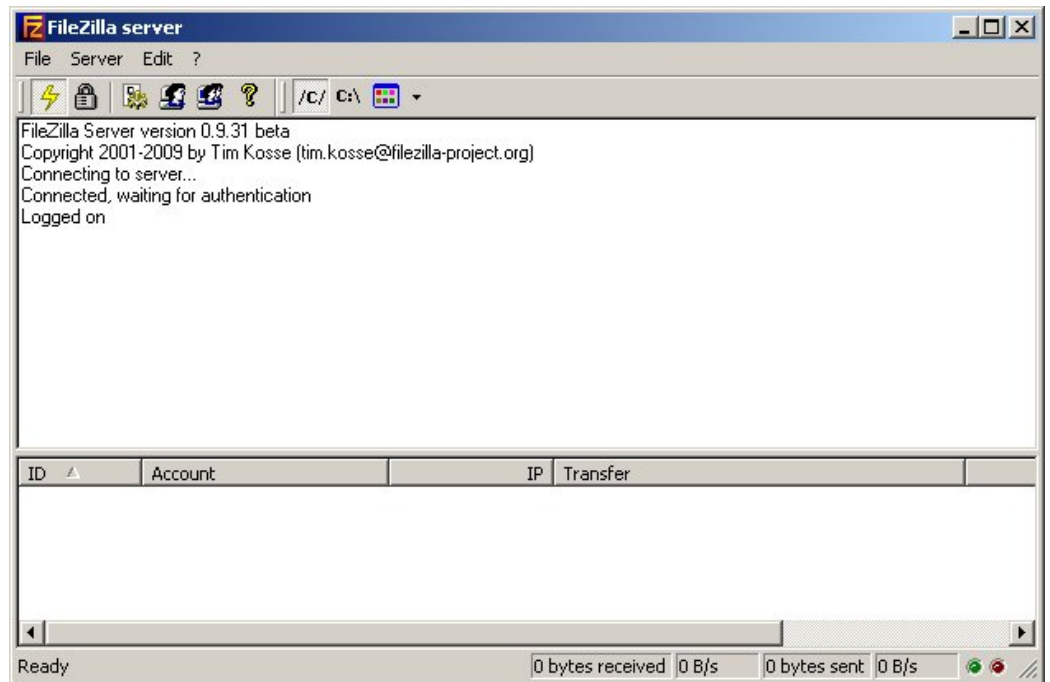 FileZilla server
File Server Edit ?
/C/ C:\
FileZilla Server version 0.9.31 beta
Copyright 2001-2009 by Tim Kosse (tim.kosse@filezilla-project.org)
Connecting to server...
Connected, waiting for authentication
Logged on
ID Account IP Transfer
Ready 0 bytes received 0 B/s 0 bytes sent 0 B/s